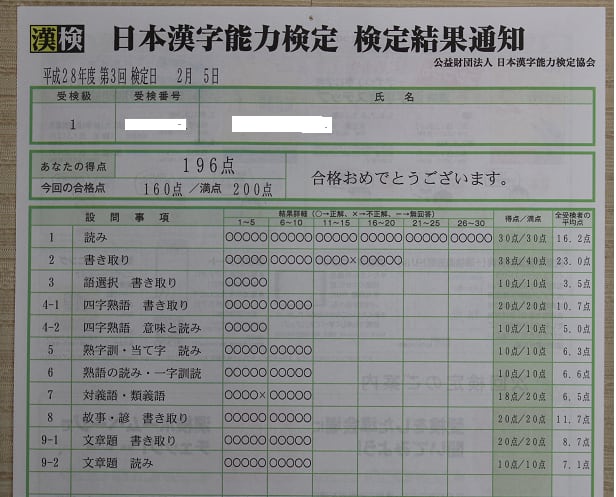 漢検 日本漢字能力検定 検定結果通知
公益財団法人 日本漢字能力検定協会
平成28年度 第3回 検定日 2月 5日
受検級 受検番号 氏 名
1
あなたの得点 196点
今回の合格点 160点 /満点 200点
合格おめでとうございます。
設 問 事 項 結果詳細 (○→正解、×→不正解、−→無回答) 得点/満点 全受検者の平均点
1~5 6~10 11~15 16~20 21~25 26~30
1 読み ○○○○○ ○○○○○ ○○○○○ ○○○○○ ○○○○○ ○○○○○ 30点/30点 16.2点
2 書き取り ○○○○○ ○○○○○ ○○○○× ○○○○○ 38点/40点 23.0点
3 語選択 書き取り ○○○○○ 10点/10点 3.5点
4-1 四字熟語 書き取り ○○○○○ ○○○○○ 20点/20点 10.7点
4-2 四字熟語 意味と読み ○○○○○ 10点/10点 5.0点
5 熟字訓・当て字 読み ○○○○○ ○○○○○ 10点/10点 6.3点
6 熟語の読み・一字訓読 ○○○○○ ○○○○○ 10点/10点 6.6点
7 対義語・類義語 ○○○○× ○○○○○ 18点/20点 6.5点
8 故事・諺 書き取り ○○○○○ ○○○○○ 20点/20点 11.7点
9-1 文章題 書き取り ○○○○○ ○○○○○ 20点/20点 8.7点
9-2 文章題 読み ○○○○○ ○○○○○ 10点/10点 7.1点